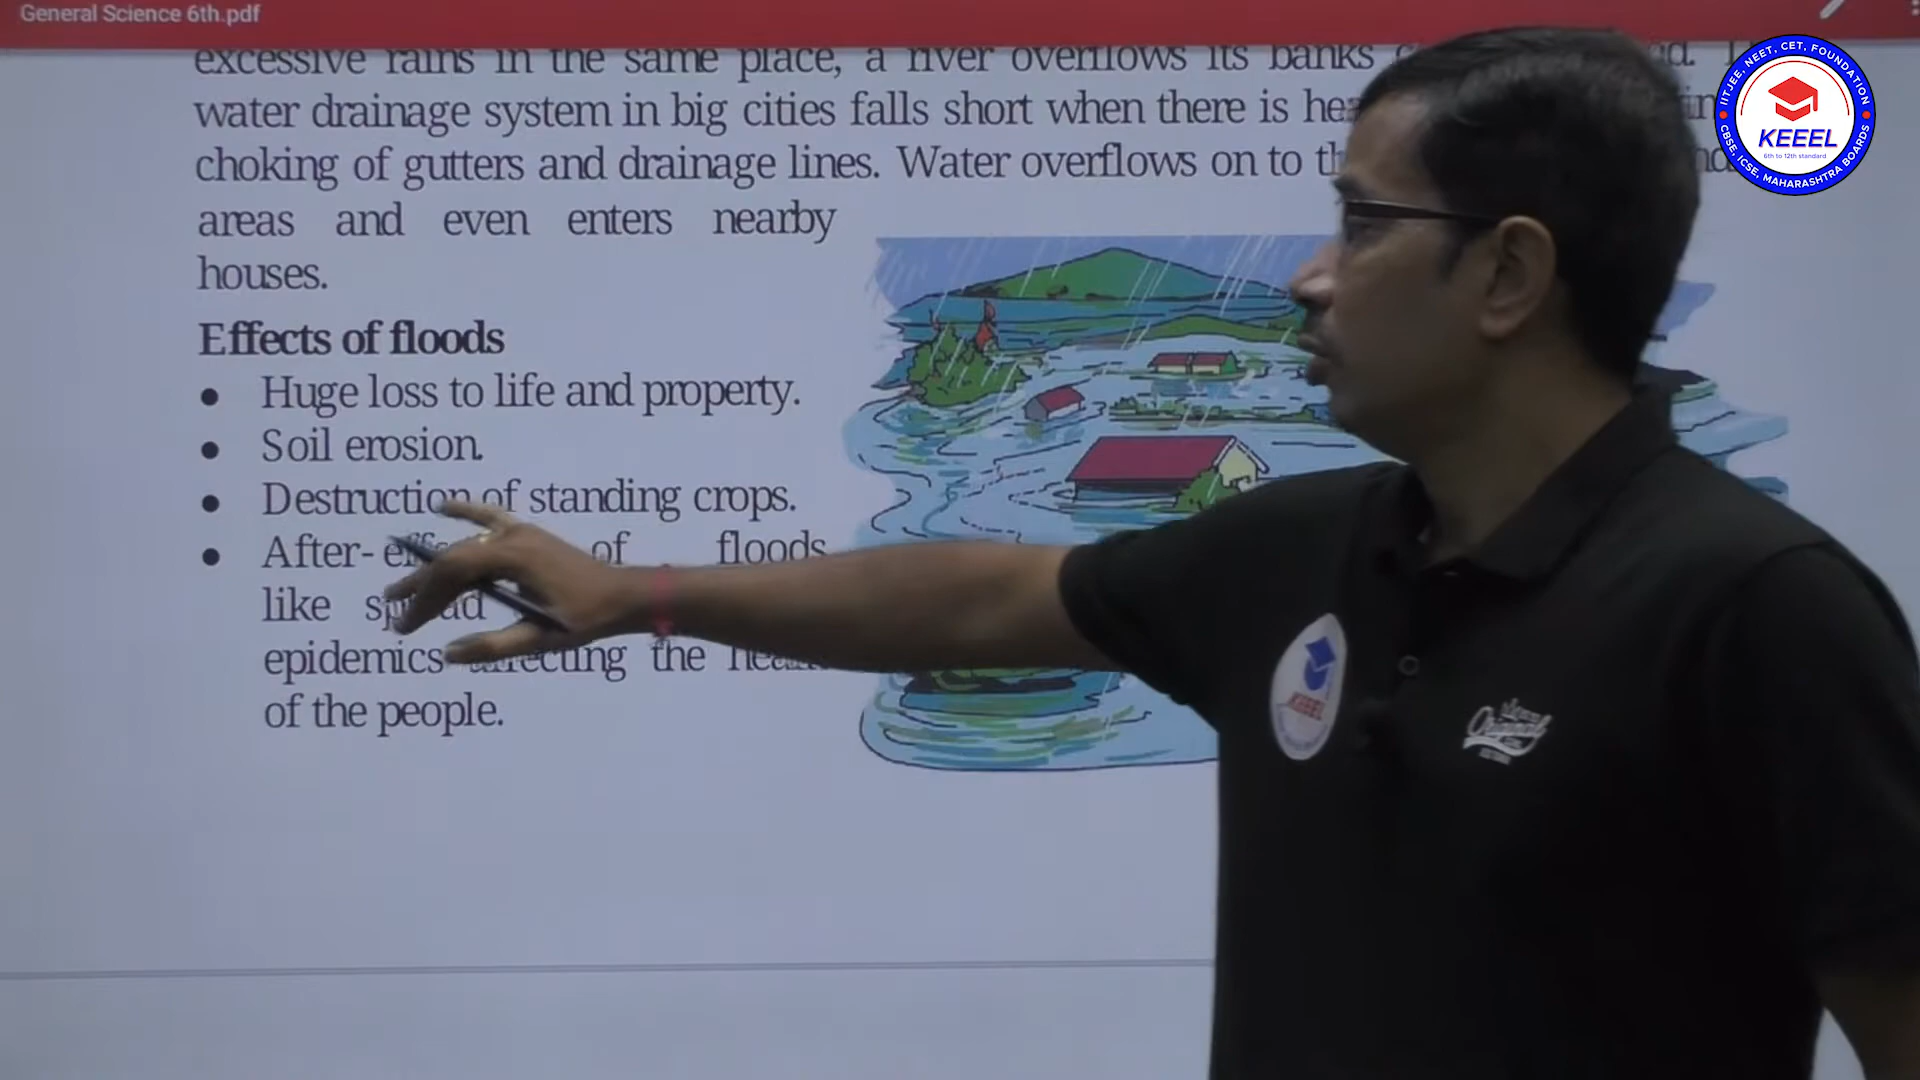 General Science 6th.pdf
excessive rains in the same place, a river overflows its banks
water drainage system in big cities falls short when there is
choking of gutters and drainage lines. Water overflows on to
areas and even enters nearby
houses.
Effects of floods
• Huge loss to life and property.
• Soil erosion.
• Destruction of standing crops.
• After- of floods
like
epidemics affecting the
of the people.
IITJEE, NEET, CET, FOUNDATION
KEEEL
6th to 12th standard
CBSE, ICSE, MAHARASHTRA BOARDS
KEEEL
Original